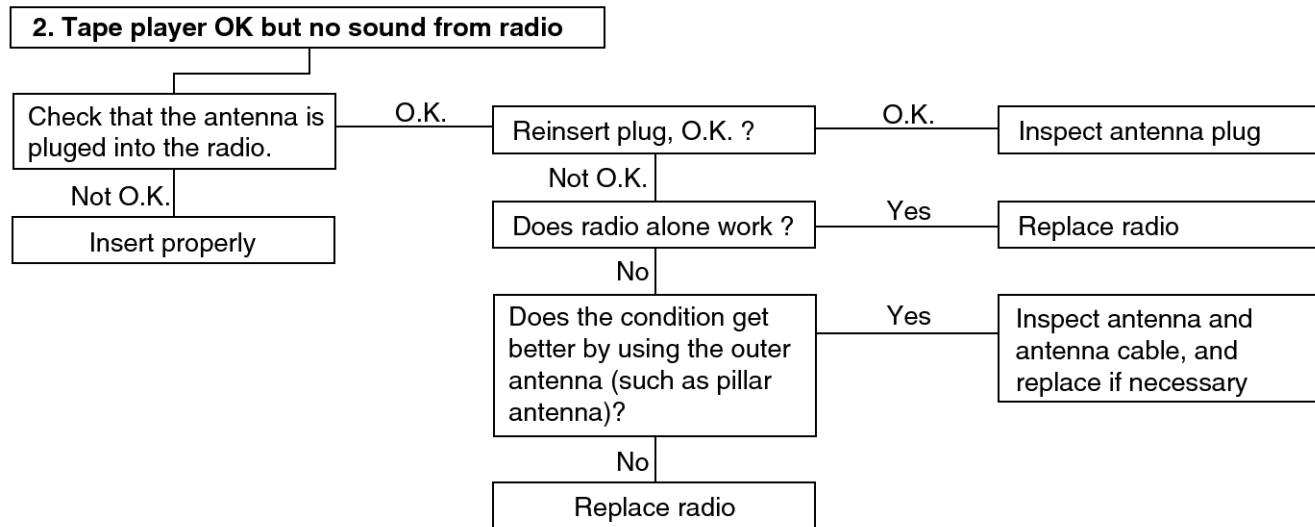 2. Tape player OK but no sound from radio
Check that the antenna is
pluged into the radio.
O.K.
Reinsert plug, O.K. ?
O.K.
Inspect antenna plug
Not O.K.
Insert properly
Not O.K.
Does radio alone work ?
Yes
Replace radio
No
Does the condition get
better by using the outer
antenna (such as pillar
antenna)?
Yes
Inspect antenna and
antenna cable, and
replace if necessary
No
Replace radio